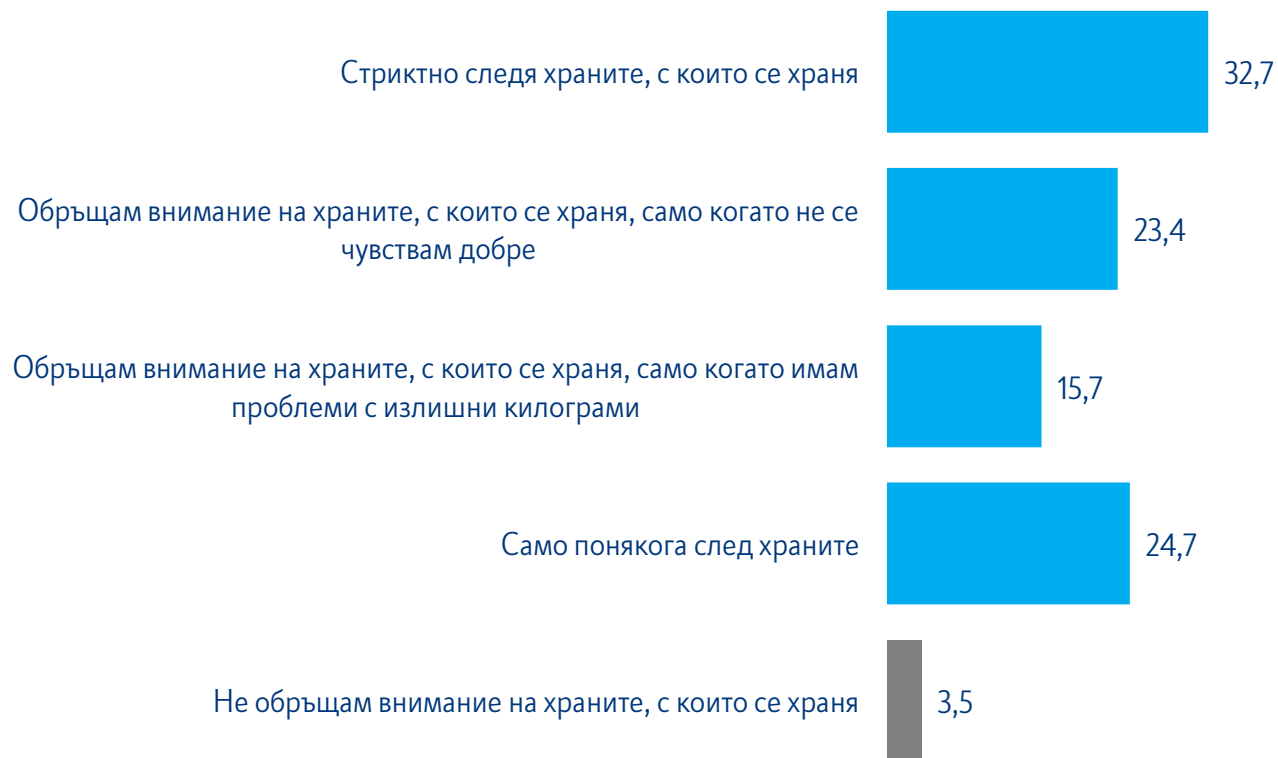 Стриктно следя храните, с които се храня
32,7
Обръщам внимание на храните, с които се храня, само когато не се
чувствам добре
23,4
Обръщам внимание на храните, с които се храня, само когато имам
проблеми с излишни килограми
15,7
Само понякога след храните
24,7
Не обръщам внимание на храните, с които се храня
3,5